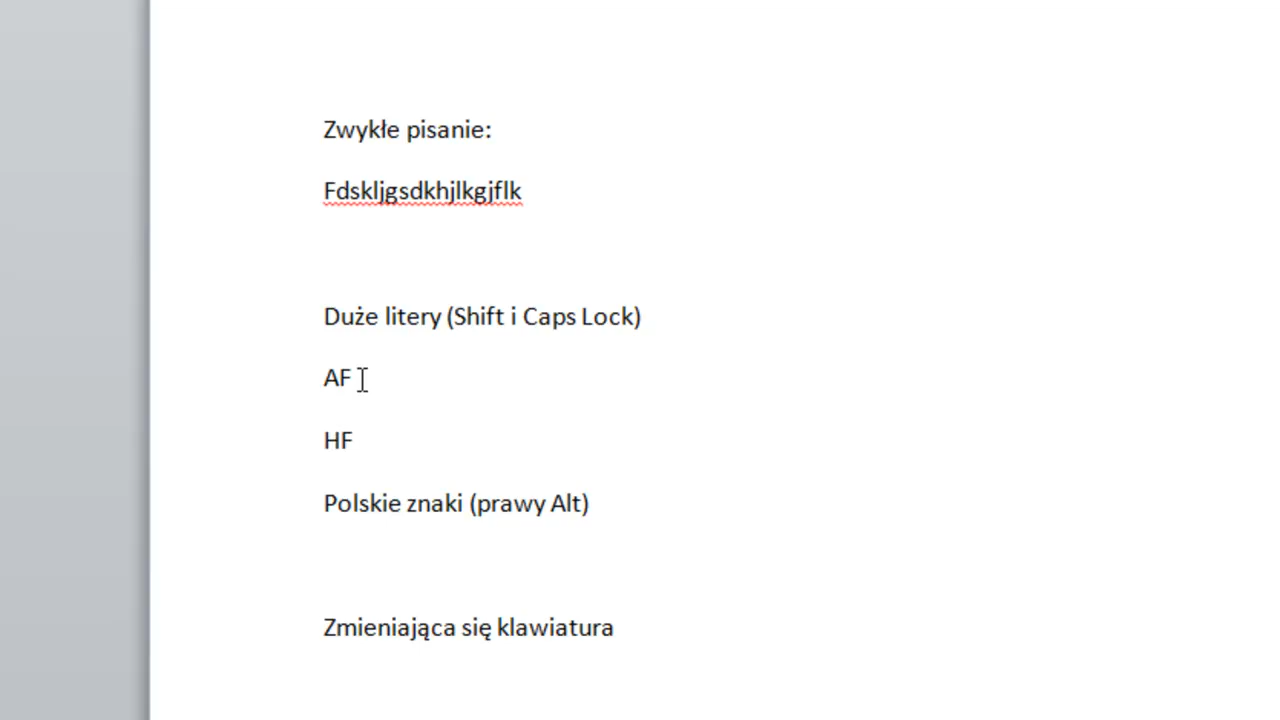 Zwykłe pisanie:
Fdskljgsdkhjlkgjflk
Duże litery (Shift i Caps Lock)
AF
HF
Polskie znaki (prawy Alt)
Zmieniająca się klawiatura